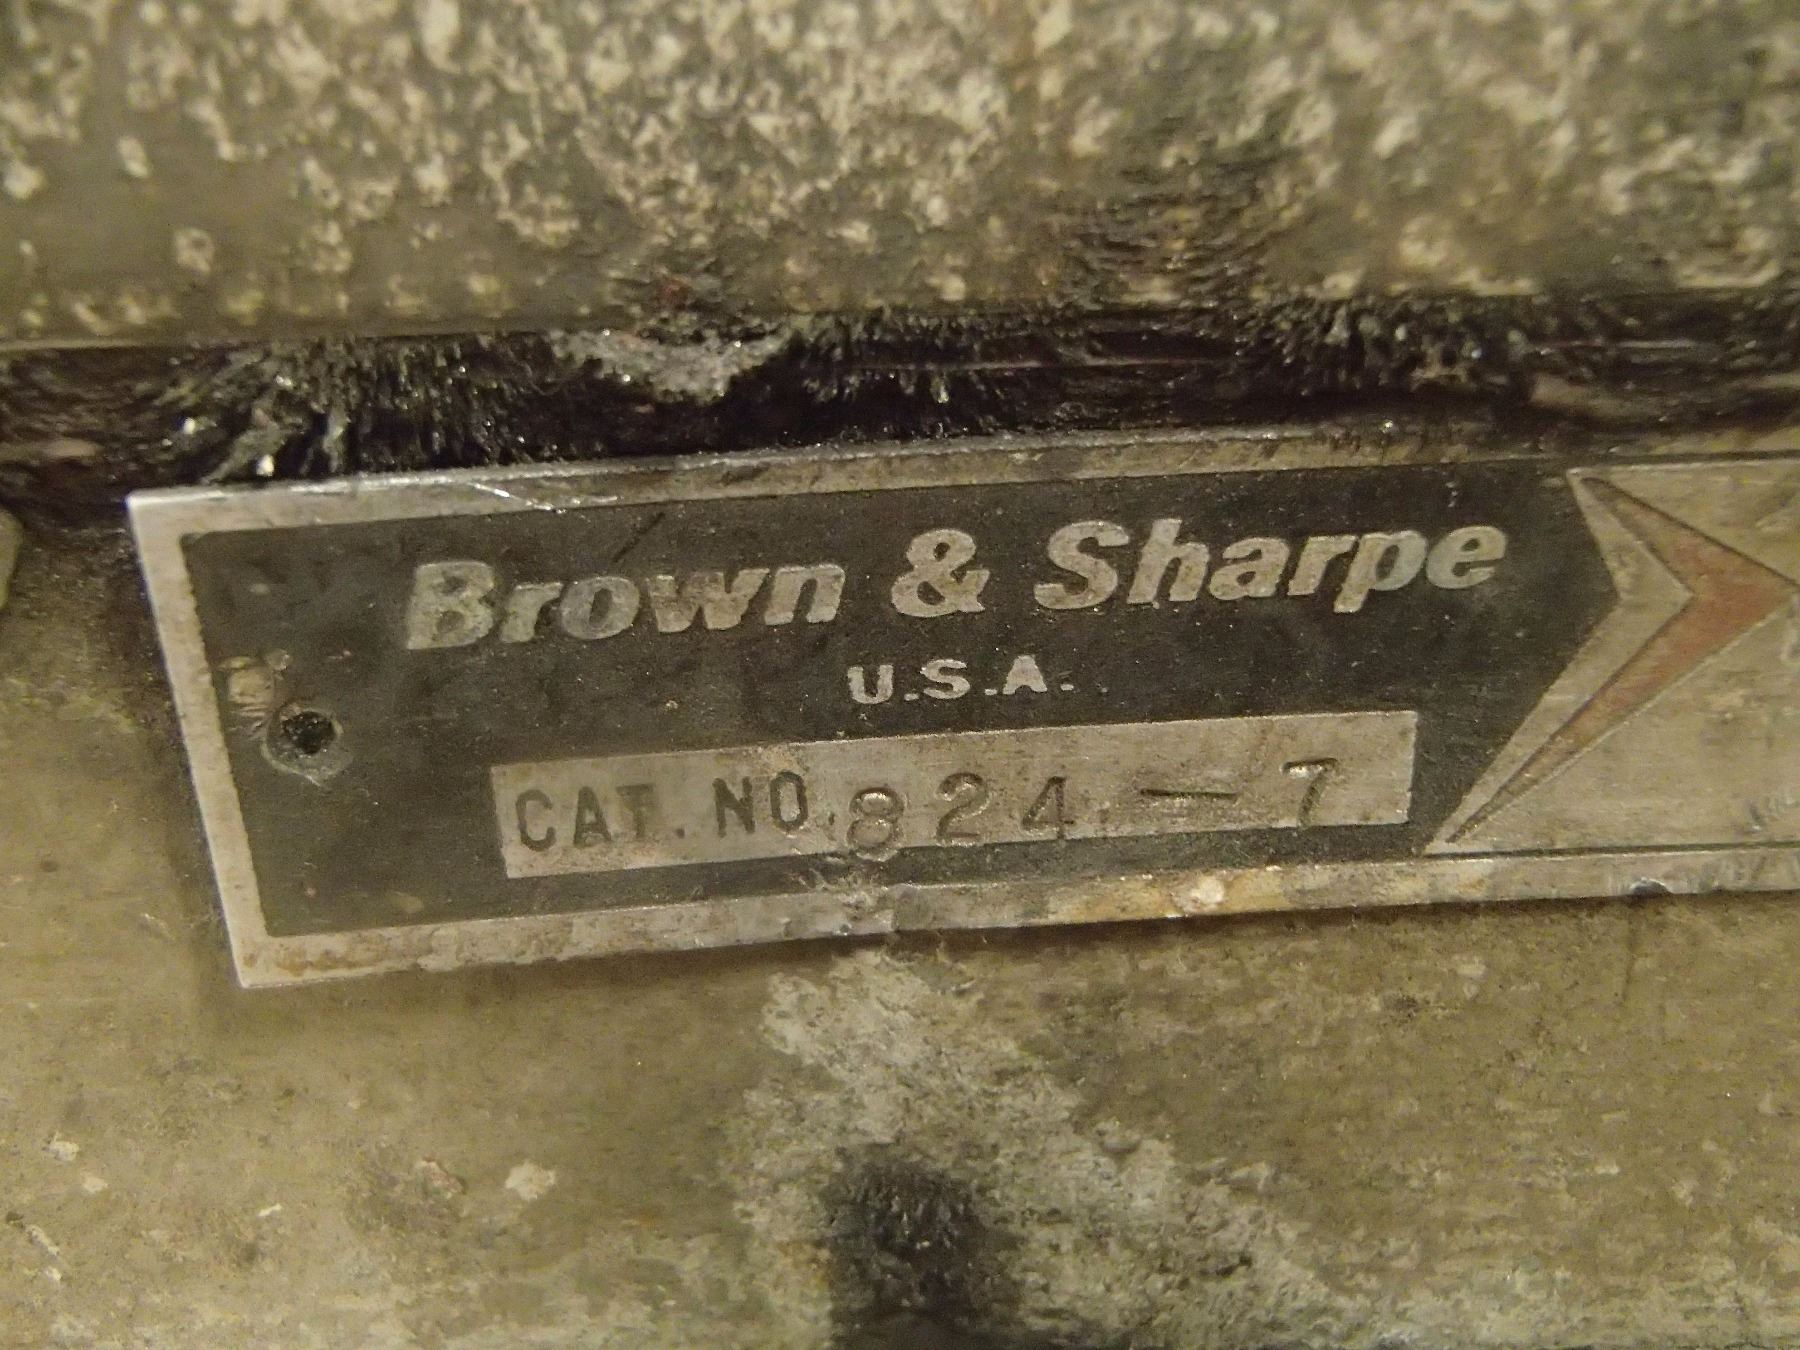 Brown & Sharpe
U.S.A.
CAT. NO. 824-7